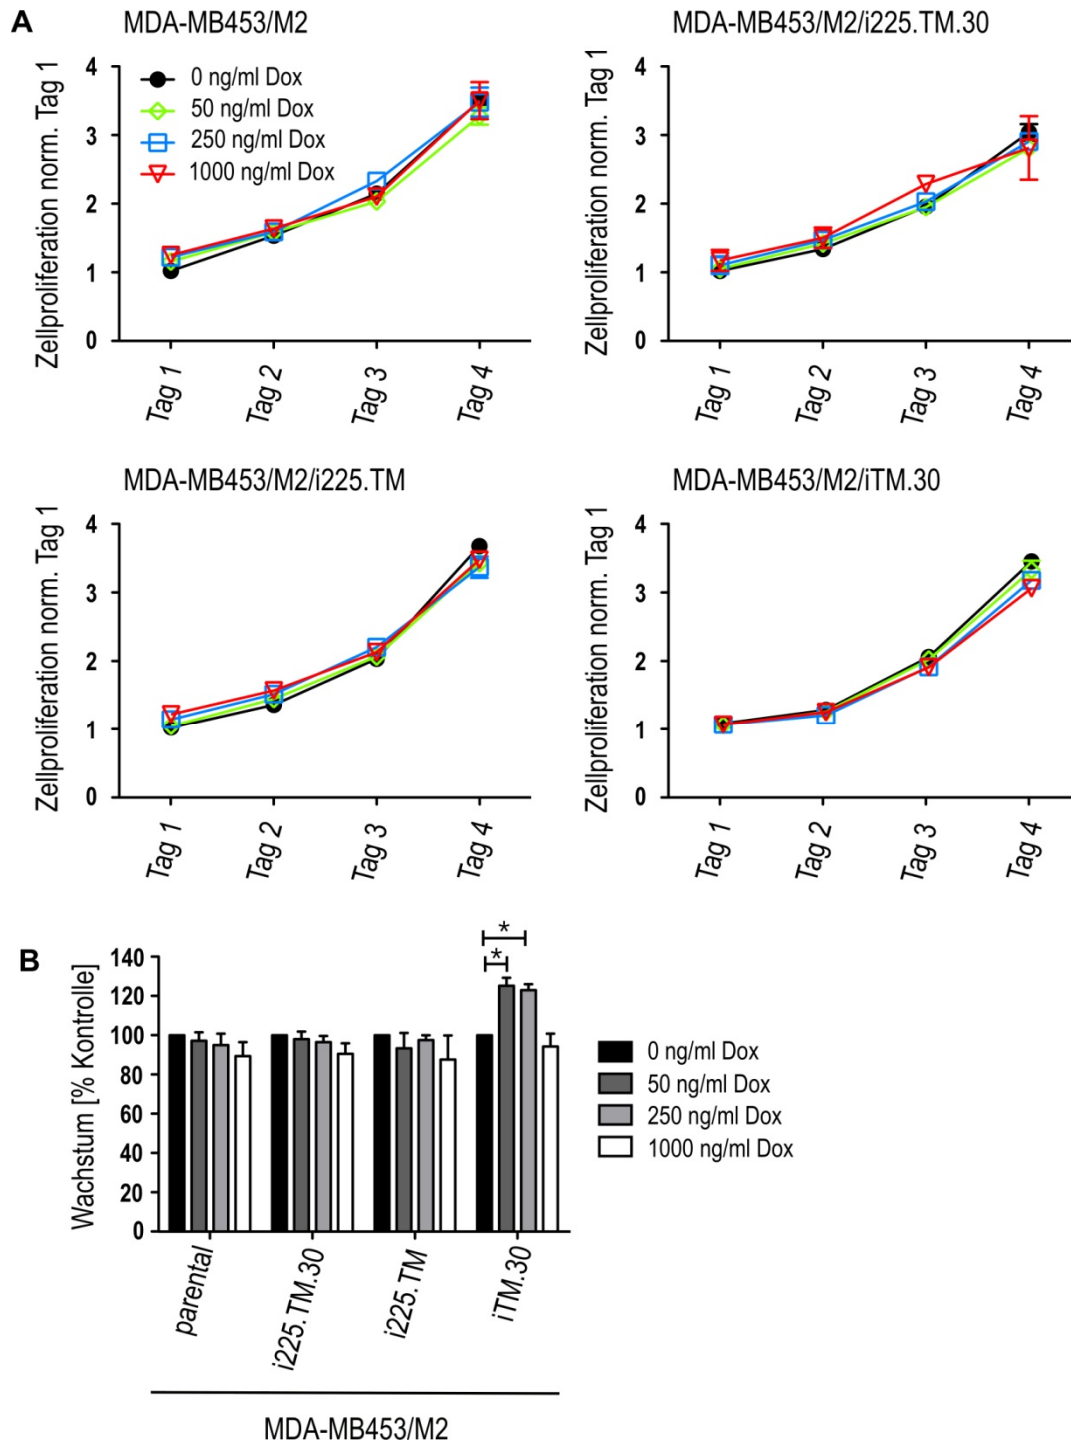 A
MDA-MB453/M2
Zellproliferation norm. Tag 1
4
3
2
1
0
0 ng/ml Dox
50 ng/ml Dox
250 ng/ml Dox
1000 ng/ml Dox
Tag 1
Tag 2
Tag 3
Tag 4
MDA-MB453/M2/i225.TM.30
Zellproliferation norm. Tag 1
4
3
2
1
0
Tag 1
Tag 2
Tag 3
Tag 4
MDA-MB453/M2/i225.TM
Zellproliferation norm. Tag 1
4
3
2
1
0
Tag 1
Tag 2
Tag 3
Tag 4
MDA-MB453/M2/iTM.30
Zellproliferation norm. Tag 1
4
3
2
1
0
Tag 1
Tag 2
Tag 3
Tag 4
B
Wachstum [% Kontrolle]
140
120
100
80
60
40
20
0
*
*
parental
i225.TM.30
i225.TM
iTM.30
MDA-MB453/M2
0 ng/ml Dox
50 ng/ml Dox
250 ng/ml Dox
1000 ng/ml Dox